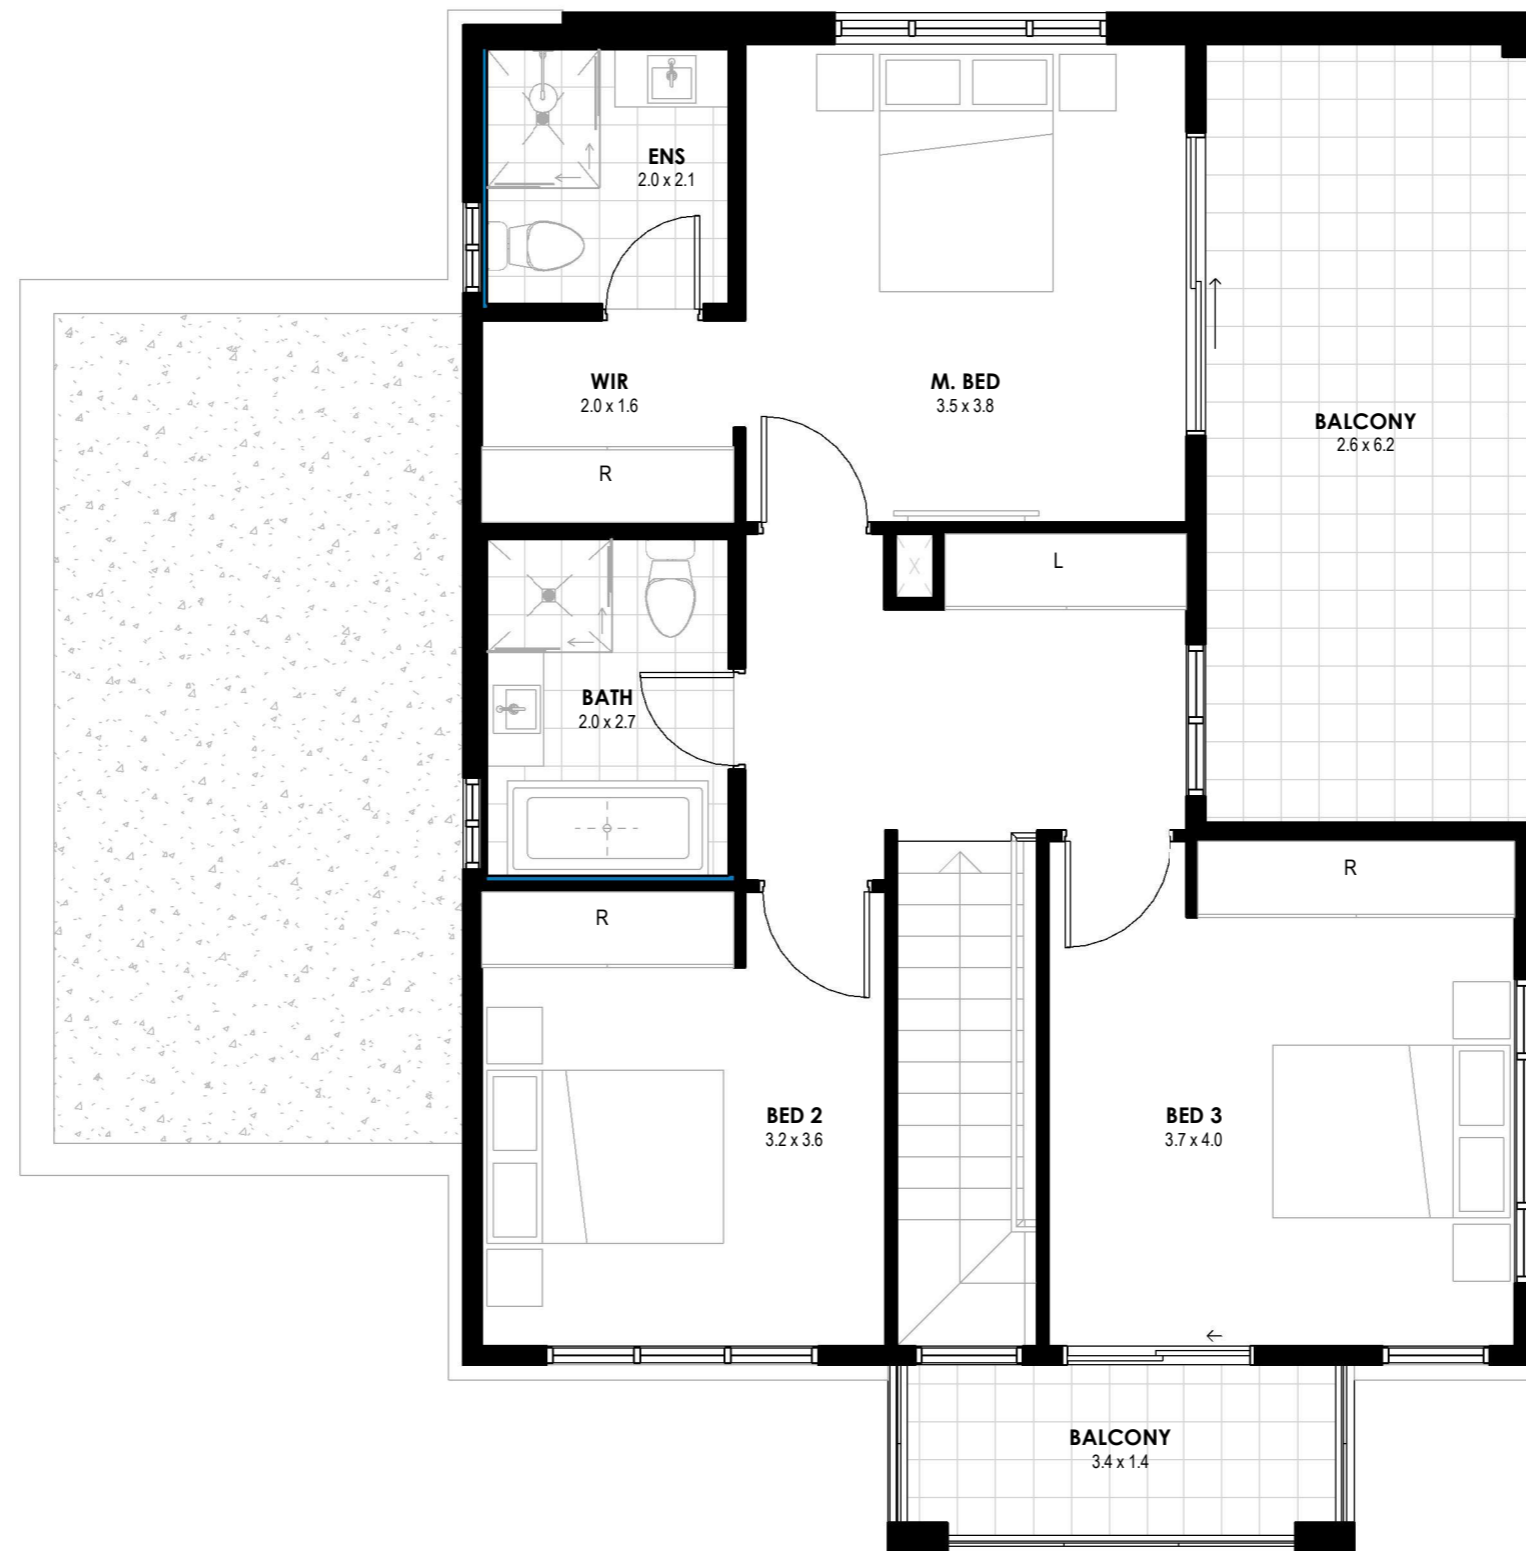 ENS
2.0 x 2.1
WIR
2.0 x 1.6
M. BED
3.5 x 3.8
BALCONY
2.6 x 6.2
R
L
BATH
2.0 x 2.7
R
R
BED 2
3.2 x 3.6
BED 3
3.7 x 4.0
BALCONY
3.4 x 1.4